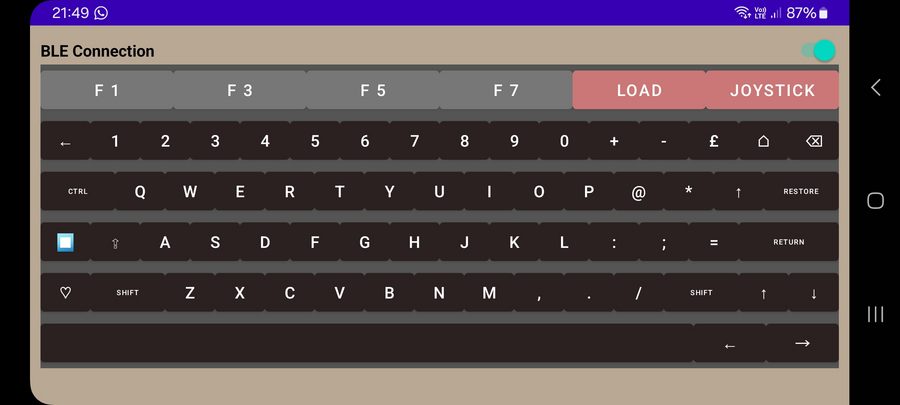 21:49 Vo)) LTE 87%
BLE Connection
F 1 F 3 F 5 F 7 LOAD JOYSTICK
← 1 2 3 4 5 6 7 8 9 0 + - £ ⌂ ⌫
CTRL Q W E R T Y U I O P @ * ↑ RESTORE
⇪ A S D F G H J K L : ; = RETURN
♡ SHIFT Z X C V B N M , . / SHIFT ↑ ↓
← →